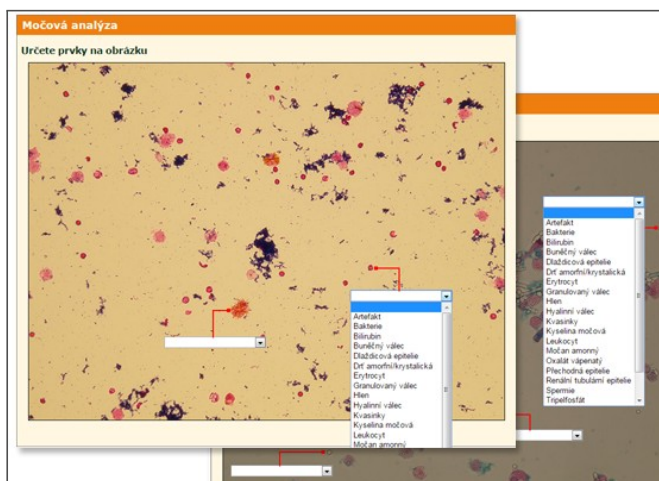 Močová analýza
Určete prvky na obrázku
Artefakt
Bakterie
Bilirubin
Buněčný válec
Dlaždicová epitelie
Drť amorfní/krystalická
Erytrocyt
Granulovaný válec
Hlen
Hyalinní válec
Kvasinky
Kyselina močová
Leukocyt
Močan amonný
Artefakt
Bakterie
Bilirubin
Buněčný válec
Dlaždicová epitelie
Drť amorfní/krystalická
Erytrocyt
Granulovaný válec
Hlen
Hyalinní válec
Kvasinky
Kyselina močová
Leukocyt
Močan amonný
Oxalát vápenatý
Přechodná epitelie
Renální tubulární epitelie
Spermie
Tripelfosfát